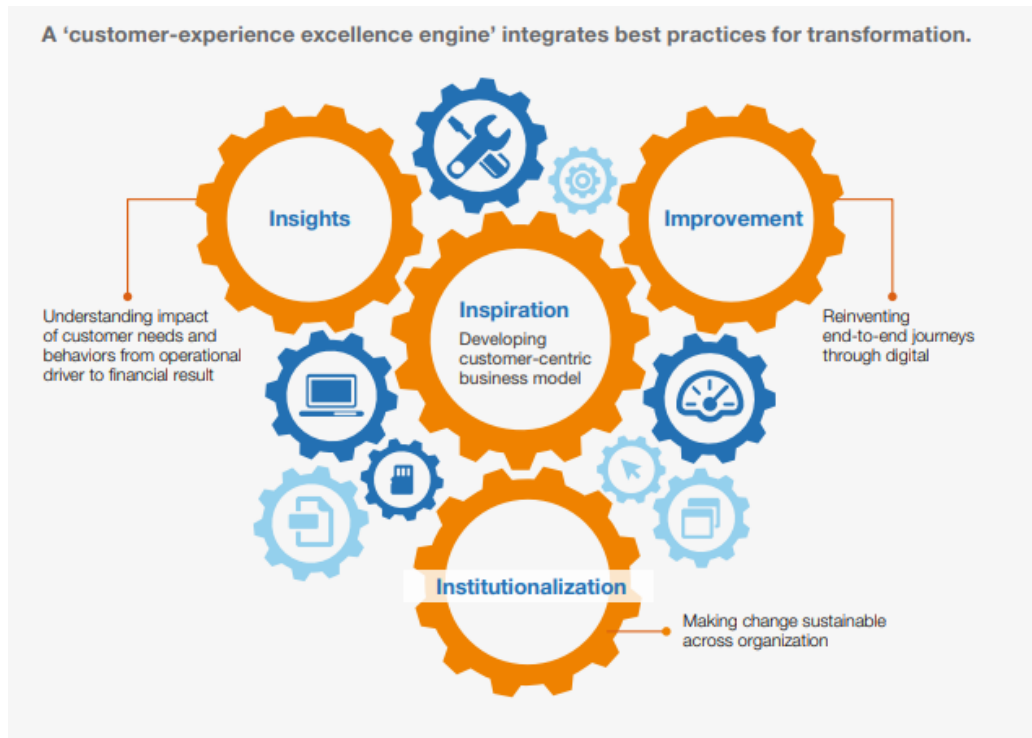 A ‘customer-experience excellence engine’ integrates best practices for transformation.
Insights
Improvement
Inspiration
Developing
customer-centric
business model
Understanding impact
of customer needs and
behaviors from operational
driver to financial result
Reinventing
end-to-end journeys
through digital
Institutionalization
Making change sustainable
across organization